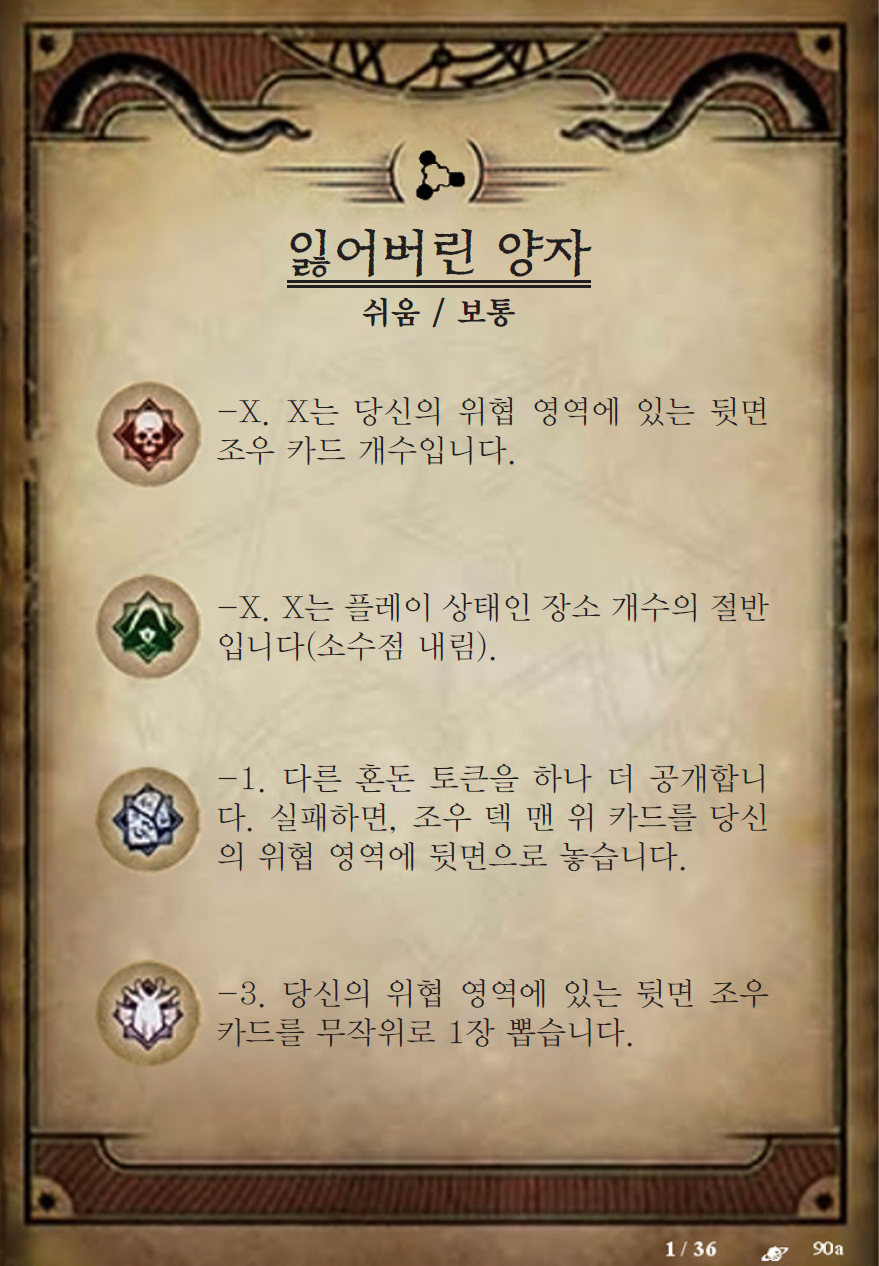 잃어버린 양자
쉬움 / 보통
-X. X는 당신의 위협 영역에 있는 뒷면
조우 카드 개수입니다.
-X. X는 플레이 상태인 장소 개수의 절반
입니다(소수점 내림).
-1. 다른 혼돈 토큰을 하나 더 공개합니
다. 실패하면, 조우 덱 맨 위 카드를 당신
의 위협 영역에 뒷면으로 놓습니다.
-3. 당신의 위협 영역에 있는 뒷면 조우
카드를 무작위로 1장 뽑습니다.
1 / 36 90a